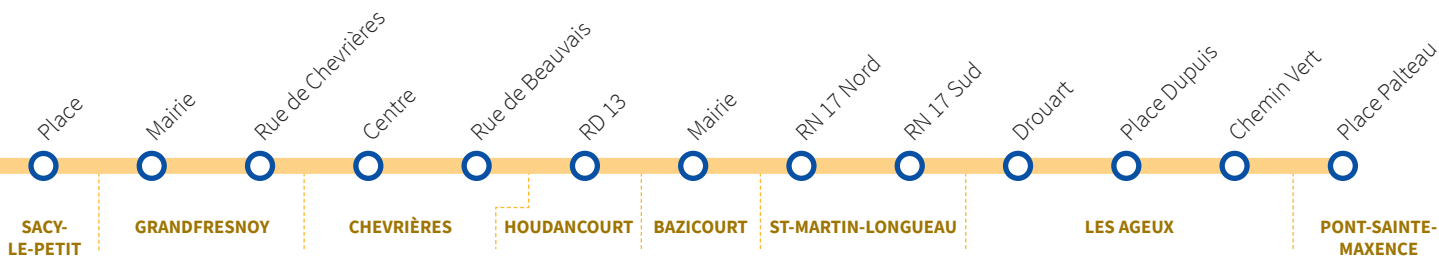 Place
Mairie
Rue de Chevrières
Centre
Rue de Beauvais
RD 13
Mairie
RN 17 Nord
RN 17 Sud
Drouart
Place Dupuis
Chemin Vert
Place Palteau
SACY-
LE-PETIT
GRANDFRESNOY
CHEVRIÈRES
HOUDANCOURT
BAZICOURT
ST-MARTIN-LONGUEAU
LES AGEUX
PONT-SAINTE-
MAXENCE